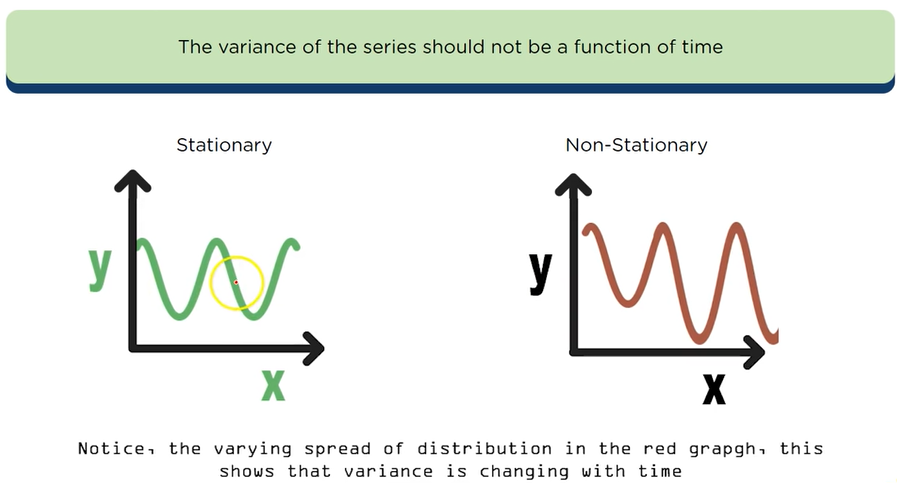 The variance of the series should not be a function of time
Stationary
Non-Stationary
y
x
y
x
Notice, the varying spread of distribution in the red grapgh, this
shows that variance is changing with time